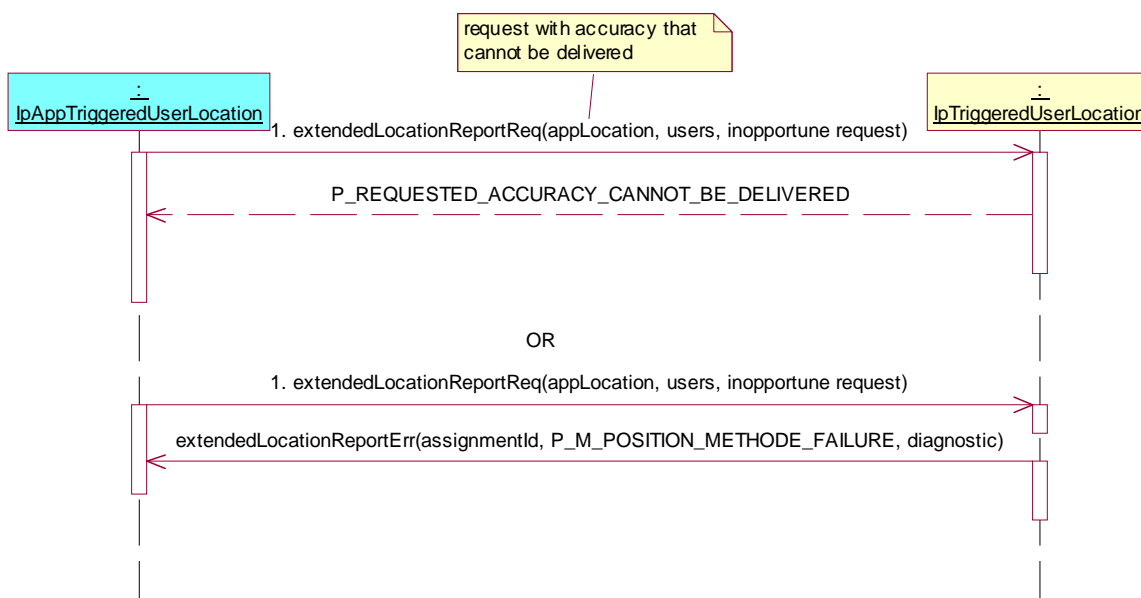 request with accuracy that
cannot be delivered
:
IpAppTriggeredUserLocation
:
IpTriggeredUserLocation
1. extendedLocationReportReq(appLocation, users, inopportune request)
P_REQUESTED_ACCURACY_CANNOT_BE_DELIVERED
OR
1. extendedLocationReportReq(appLocation, users, inopportune request)
extendedLocationReportErr(assignmentId, P_M_POSITION_METHODE_FAILURE, diagnostic)